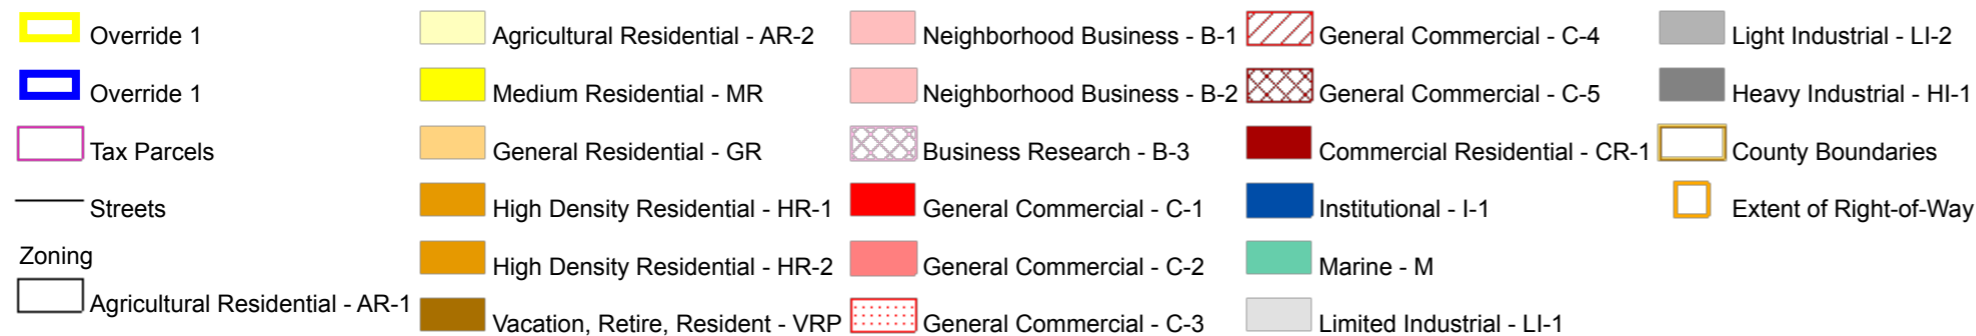 Override 1
Override 1
Tax Parcels
Streets
Zoning
Agricultural Residential - AR-1
Agricultural Residential - AR-2
Medium Residential - MR
General Residential - GR
High Density Residential - HR-1
High Density Residential - HR-2
Vacation, Retire, Resident - VRP
Neighborhood Business - B-1
Neighborhood Business - B-2
Business Research - B-3
General Commercial - C-1
General Commercial - C-2
General Commercial - C-3
General Commercial - C-4
General Commercial - C-5
Commercial Residential - CR-1
Institutional - I-1
Marine - M
Limited Industrial - LI-1
Light Industrial - LI-2
Heavy Industrial - HI-1
County Boundaries
Extent of Right-of-Way